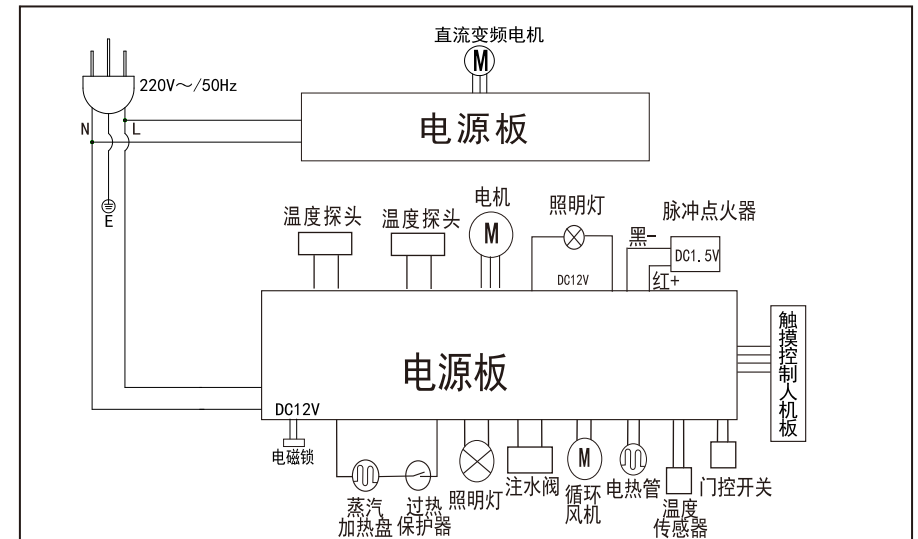 直流变频电机
M
220V～/50Hz
N
L
电源板
E
温度探头
温度探头
电机
M
照明灯
DC12V
脉冲点火器
黑-
DC1.5V
红+
触摸控制人机板
电源板
DC12V
电磁锁
蒸汽
加热盘
过热
保护器
照明灯
注水阀
M
循环
风机
电热管
温度
传感器
门控开关